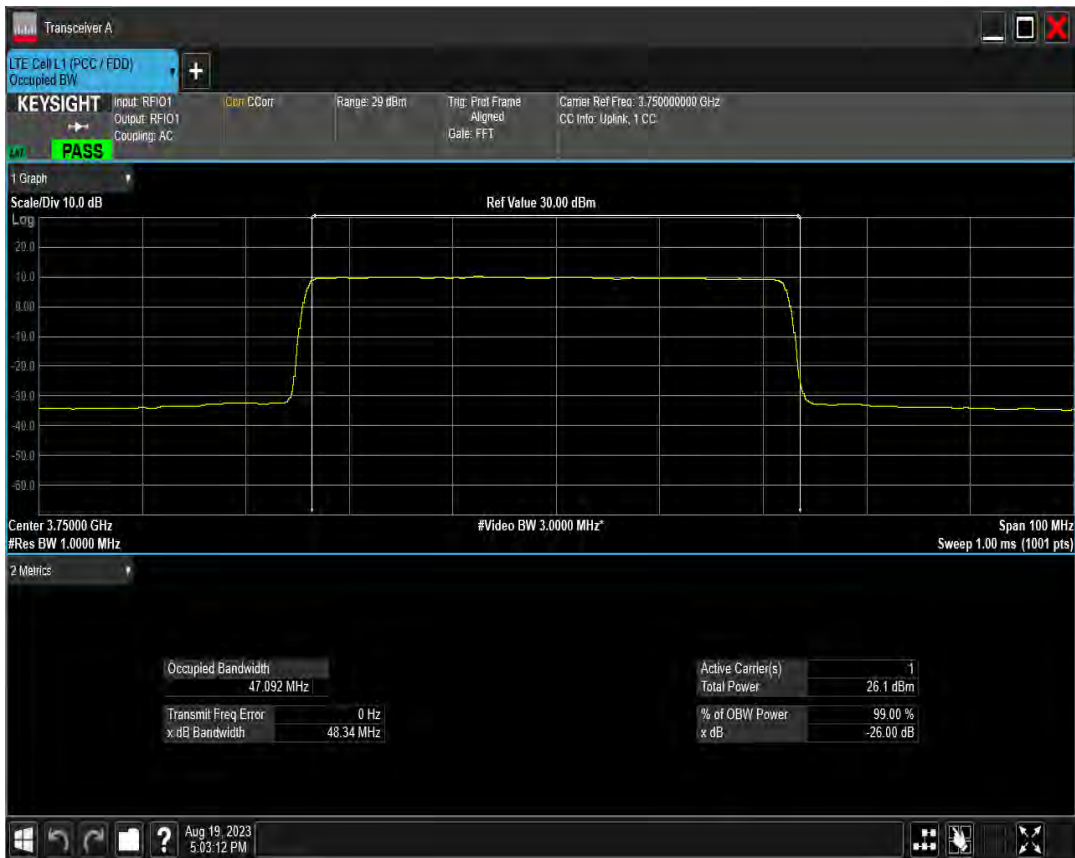 Transceiver A
LTE Cell L1 (PCC / FDD)
Occupied BW
+
KEYSIGHT
Input: RFIO1
Output: RFIO1
Coupling: AC
Corr CCorr
Range: 29 dBm
Trig: Prot Frame
Aligned
Gate: FFT
Carrier Ref Freq: 3.750000000 GHz
CC Info: Uplink, 1 CC
PASS
1 Graph
Scale/Div 10.0 dB
Ref Value 30.00 dBm
Log
20.0
10.0
0.00
-10.0
-20.0
-30.0
-40.0
-50.0
-60.0
Center 3.75000 GHz
#Video BW 3.0000 MHz*
Span 100 MHz
#Res BW 1.0000 MHz
Sweep 1.00 ms (1001 pts)
2 Metrics
Occupied Bandwidth
47.092 MHz
Transmit Freq Error 0 Hz
x dB Bandwidth 48.34 MHz
Active Carrier(s) 1
Total Power 26.1 dBm
% of OBW Power 99.00 %
x dB -26.00 dB
?
Aug 19, 2023
5:03:12 PM